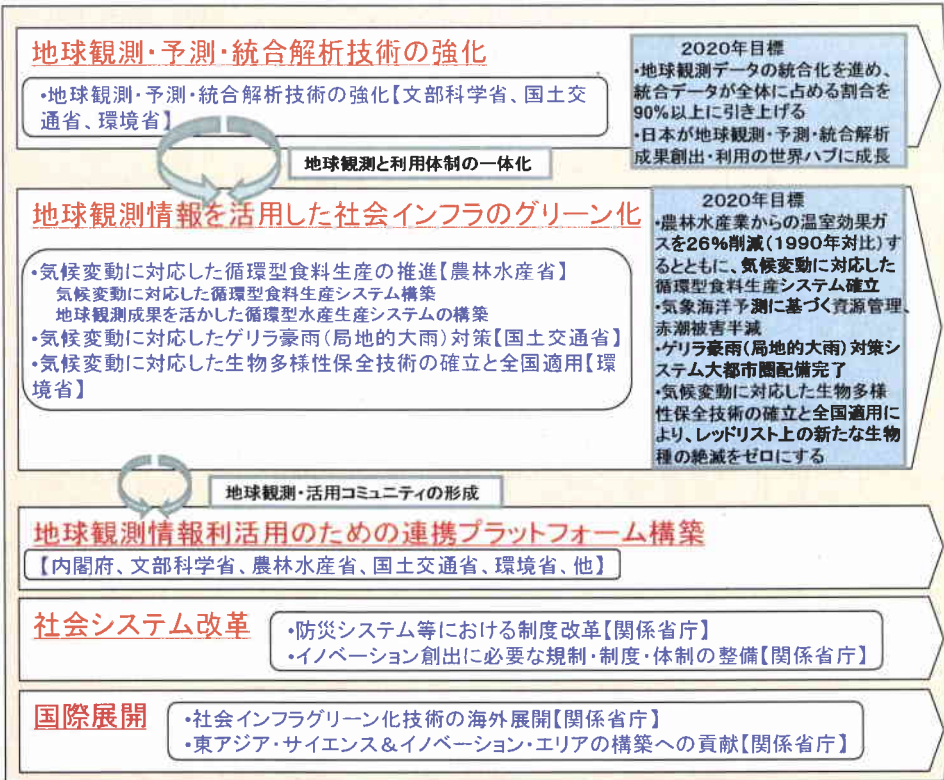 地球観測・予測・統合解析技術の強化
・地球観測・予測・統合解析技術の強化【文部科学省、国土交
通省、環境省】
2020年目標
・地球観測データの統合化を進め、
統合データが全体に占める割合を
90%以上に引き上げる
・日本が地球観測・予測・統合解析
成果創出・利用の世界ハブに成長
地球観測と利用体制の一体化
地球観測情報を活用した社会インフラのグリーン化
・気候変動に対応した循環型食料生産の推進【農林水産省】
気候変動に対応した循環型食料生産システム構築
地球観測成果を活かした循環型水産生産システムの構築
・気候変動に対応したゲリラ豪雨(局地的大雨)対策【国土交通省】
・気候変動に対応した生物多様性保全技術の確立と全国適用【環
境省】
2020年目標
・農林水産業からの温室効果ガ
スを26%削減(1990年対比)す
るとともに、気候変動に対応した
循環型食料生産システム確立
・気象海洋予測に基づく資源管理、
赤潮被害半減
・ゲリラ豪雨(局地的大雨)対策シ
ステム大都市圏配備完了
・気候変動に対応した生物多様
性保全技術の確立と全国適用に
より、レッドリスト上の新たな生物
種の絶滅をゼロにする
地球観測・活用コミュニティの形成
地球観測情報利活用のための連携プラットフォーム構築
【内閣府、文部科学省、農林水産省、国土交通省、環境省、他】
社会システム改革
・防災システム等における制度改革【関係省庁】
・イノベーション創出に必要な規制・制度・体制の整備【関係省庁】
国際展開
・社会インフラグリーン化技術の海外展開【関係省庁】
・東アジア・サイエンス&イノベーション・エリアの構築への貢献【関係省庁】